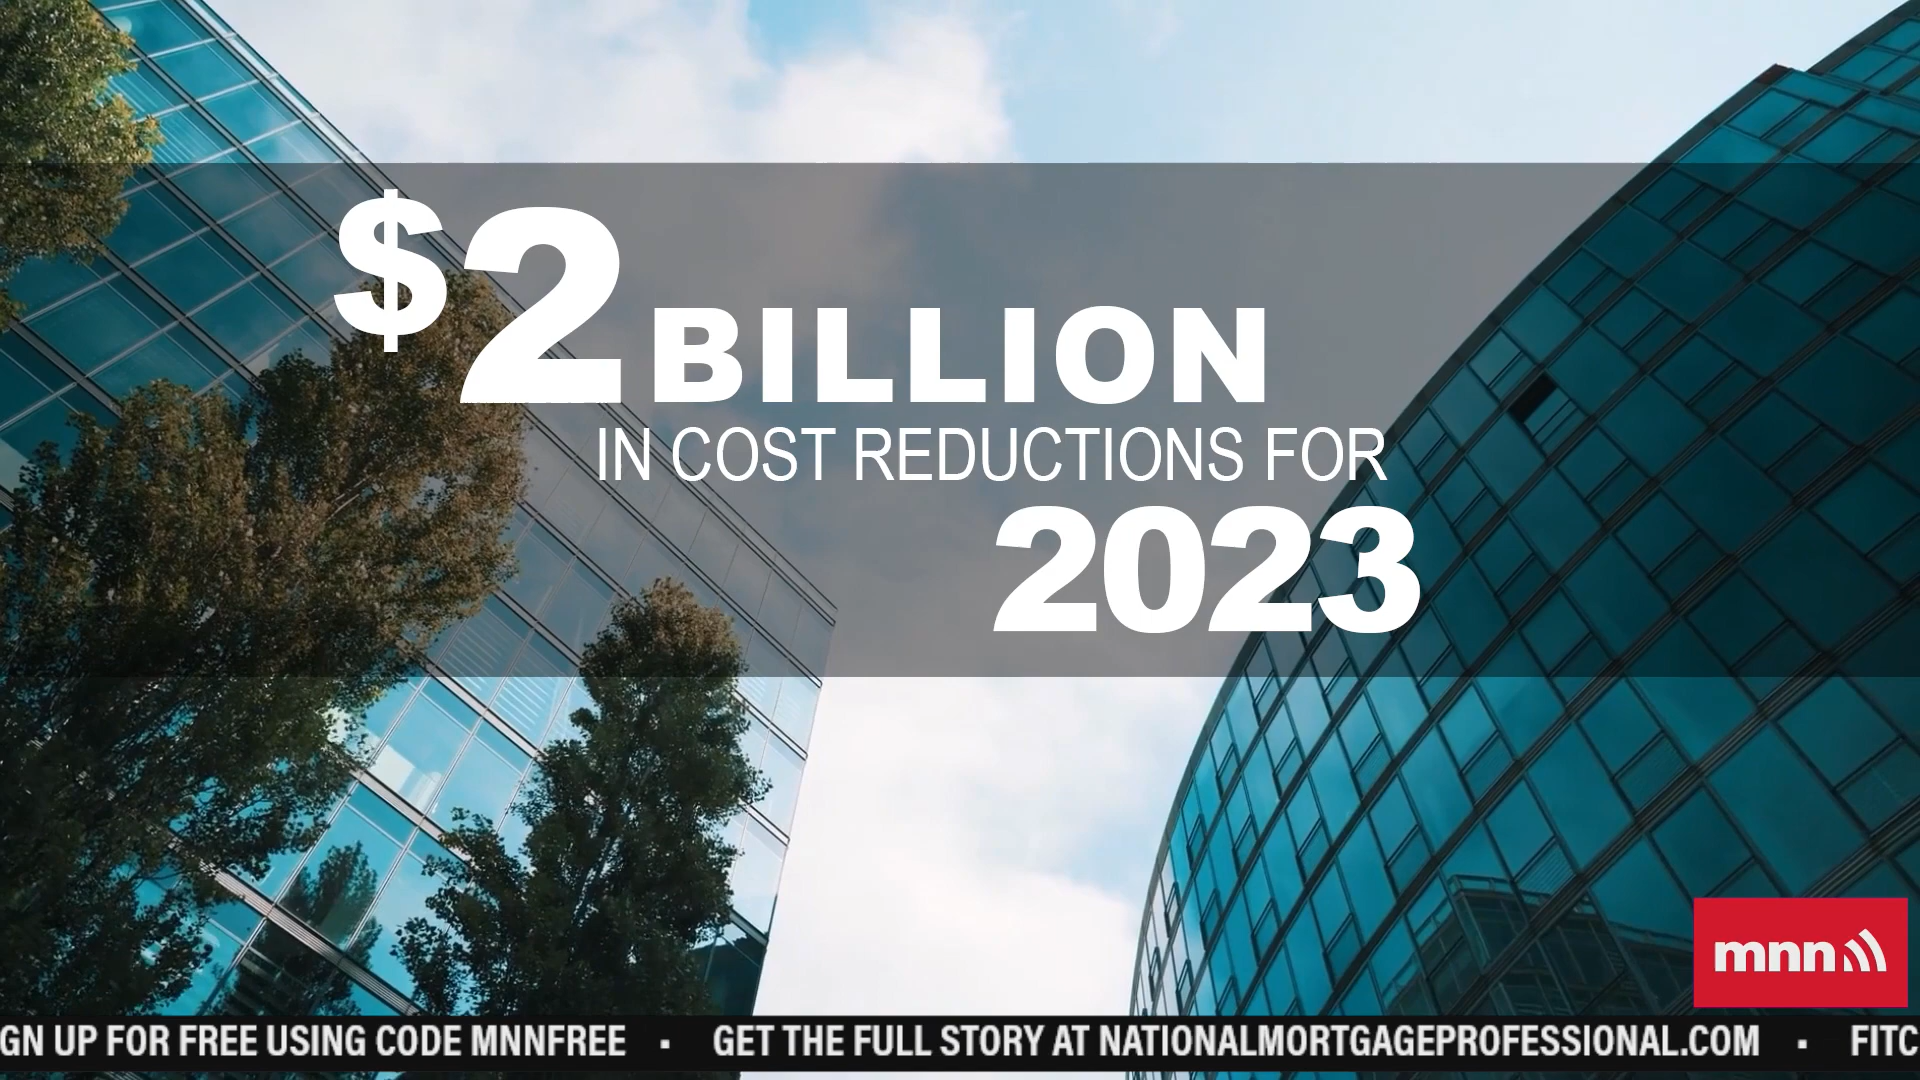 $2 BILLION
IN COST REDUCTIONS FOR
2023
mnn
GN UP FOR FREE USING CODE MNNFREE · GET THE FULL STORY AT NATIONALMORTGAGEPROFESSIONAL.COM · FITC